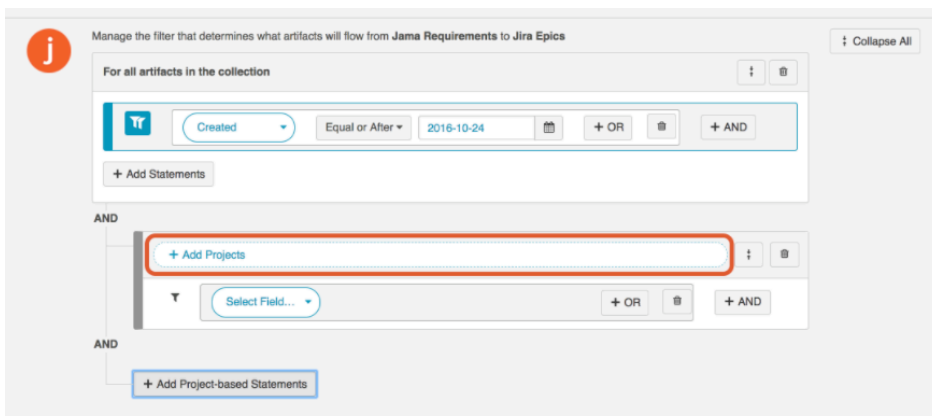 j
Manage the filter that determines what artifacts will flow from Jama Requirements to Jira Epics
Collapse All
For all artifacts in the collection
Created Equal or After 2016-10-24 + OR + AND
+ Add Statements
AND
+ Add Projects
Select Field... + OR + AND
AND
+ Add Project-based Statements